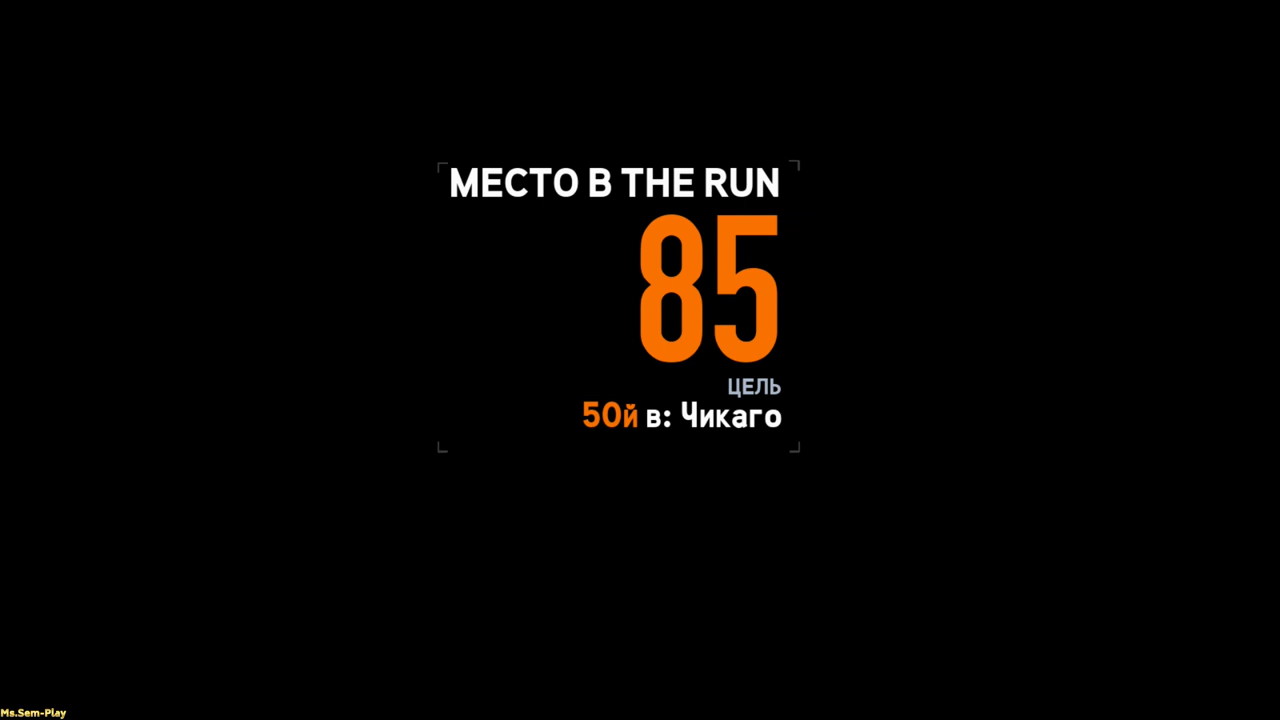 МЕСТО В THE RUN
85
ЦЕЛЬ
50й в: Чикаго
Ms.Sem-Play